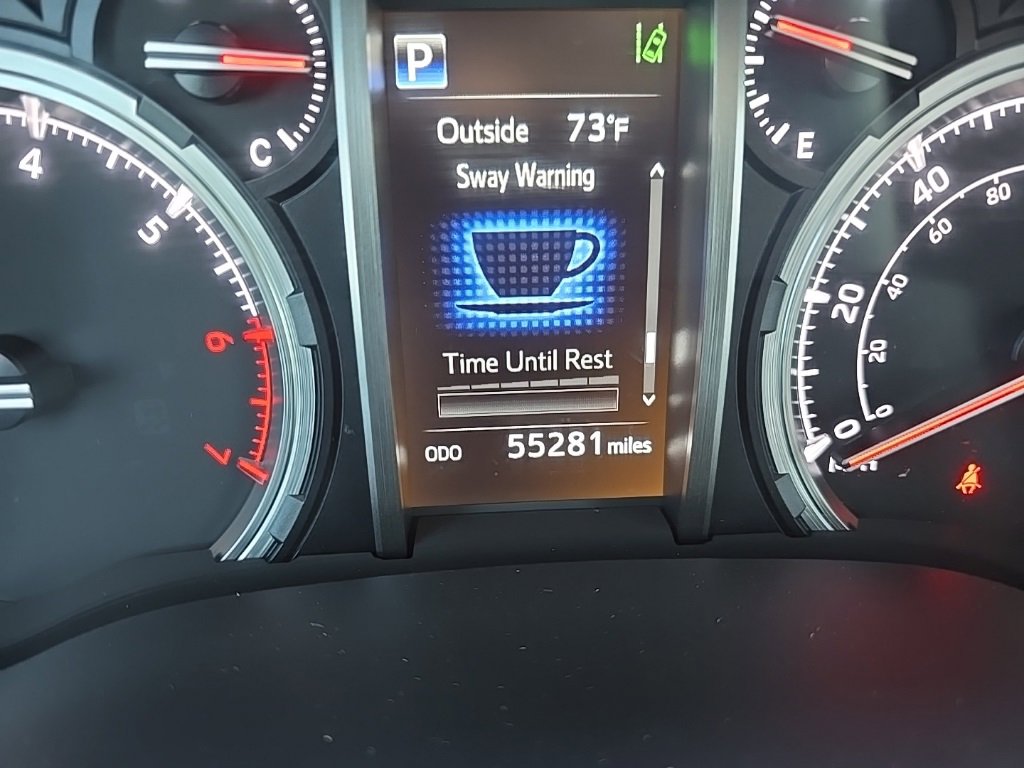 P
Outside 73°F
Sway Warning
Time Until Rest
ODO 55281 miles
C
E
4
5
6
7
0
20
40
0
20
40
60
80